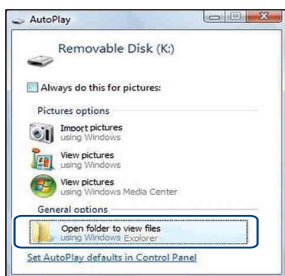 AutoPlay
Removable Disk (K:)
Always do this for pictures:
Pictures options
Import pictures
using Windows
View pictures
using Windows
View pictures
using Windows Media Center
General options
Open folder to view files
using Windows Explorer
Set AutoPlay defaults in Control Panel